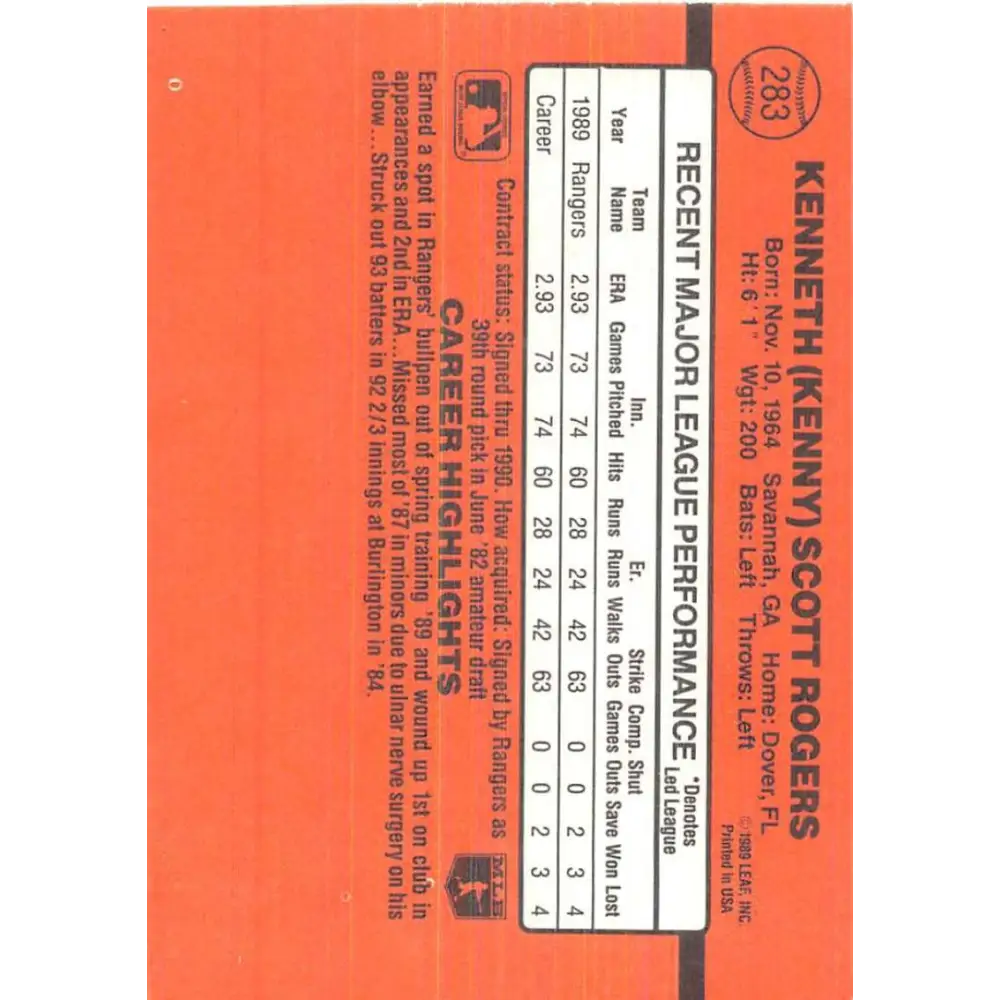 283
KENNETH (KENNY) SCOTT ROGERS
Born: Nov. 10, 1964 Savannah, GA Home: Dover, FL
Ht: 6' 1" Wgt: 200 Bats: Left Throws: Left
© 1989 LEAF, INC.
Printed in USA
RECENT MAJOR LEAGUE PERFORMANCE *Denotes Led League
Team Inn. Er. Strike Comp. Shut
Year Name ERA Games Pitched Hits Runs Runs Walks Outs Games Outs Save Won Lost
1989 Rangers 2.93 73 74 60 28 24 42 63 0 0 2 3 4
Career 2.93 73 74 60 28 24 42 63 0 0 2 3 4
Contract status: Signed thru 1990. How acquired: Signed by Rangers as
39th round pick in June '82 amateur draft
MLB
CAREER HIGHLIGHTS
Earned a spot in Rangers' bullpen out of spring training '89 and wound up 1st on club in
appearances and 2nd in ERA...Missed most of '87 in minors due to ulnar nerve surgery on his
elbow...Struck out 93 batters in 92 2/3 innings at Burlington in '84.